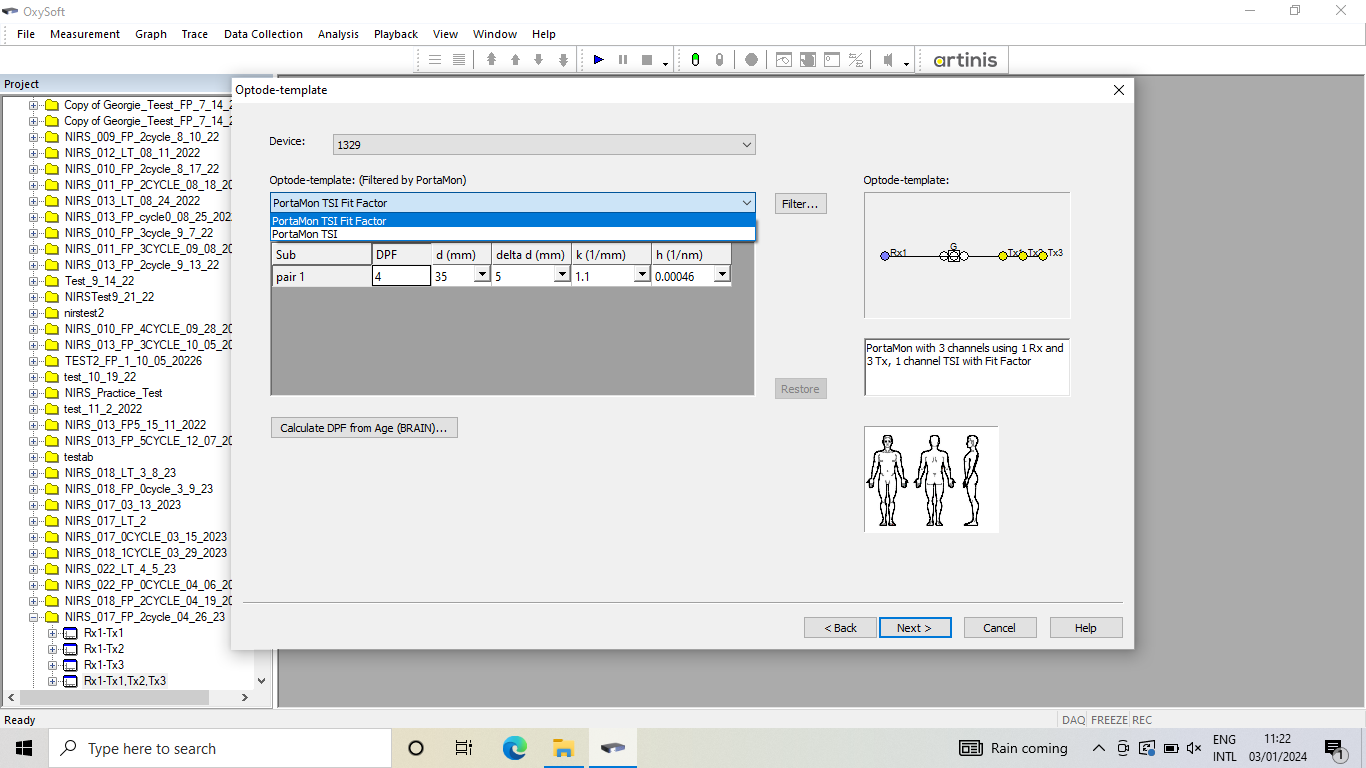 OxySoft
File Measurement Graph Trace Data Collection Analysis Playback View Window Help
artinis
Project
Copy of Georgie_Teest_FP_7_14_2
Copy of Georgie_Teest_FP_7_14_2
NIRS_009_FP_2cycle_8_10_22
NIRS_012_LT_08_11_2022
NIRS_010_FP_2cycle_8_17_22
NIRS_011_FP_2CYCLE_08_18_20
NIRS_013_LT_08_24_2022
NIRS_013_FP_cycle0_08_25_202
NIRS_010_FP_3cycle_9_7_22
NIRS_011_FP_3CYCLE_09_08_20
NIRS_013_FP_2cycle_9_13_22
Test_9_14_22
NIRSTest9_21_22
nirstest2
NIRS_010_FP_4CYCLE_09_28_20
NIRS_013_FP_3CYCLE_10_05_20
TEST2_FP_1_10_05_20226
test_10_19_22
NIRS_Practice_Test
test_11_2_2022
NIRS_013_FP5_15_11_2022
NIRS_013_FP_5CYCLE_12_07_20
testab
NIRS_018_LT_3_8_23
NIRS_018_FP_0cycle_3_9_23
NIRS_017_03_13_2023
NIRS_017_LT_2
NIRS_017_0CYCLE_03_15_2023
NIRS_018_1CYCLE_03_29_2023
NIRS_022_LT_4_5_23
NIRS_022_FP_0CYCLE_04_06_20
NIRS_018_FP_2CYCLE_04_19_20
NIRS_017_FP_2cycle_04_26_23
Rx1-Tx1
Rx1-Tx2
Rx1-Tx3
Rx1-Tx1,Tx2,Tx3
Optode-template
Device: 1329
Optode-template: (Filtered by PortaMon)
PortaMon TSI Fit Factor
PortaMon TSI Fit Factor
PortaMon TSI
Filter...
Sub DPF d (mm) delta d (mm) k (1/mm) h (1/nm)
pair 1 4 35 5 1.1 0.00046
Restore
Calculate DPF from Age (BRAIN)...
Optode-template:
Rx1 G Tx1 Tx2 Tx3
PortaMon with 3 channels using 1 Rx and
3 Tx, 1 channel TSI with Fit Factor
< Back Next > Cancel Help
Ready DAQ FREEZE REC
Type here to search
Rain coming
ENG
INTL
11:22
03/01/2024
1